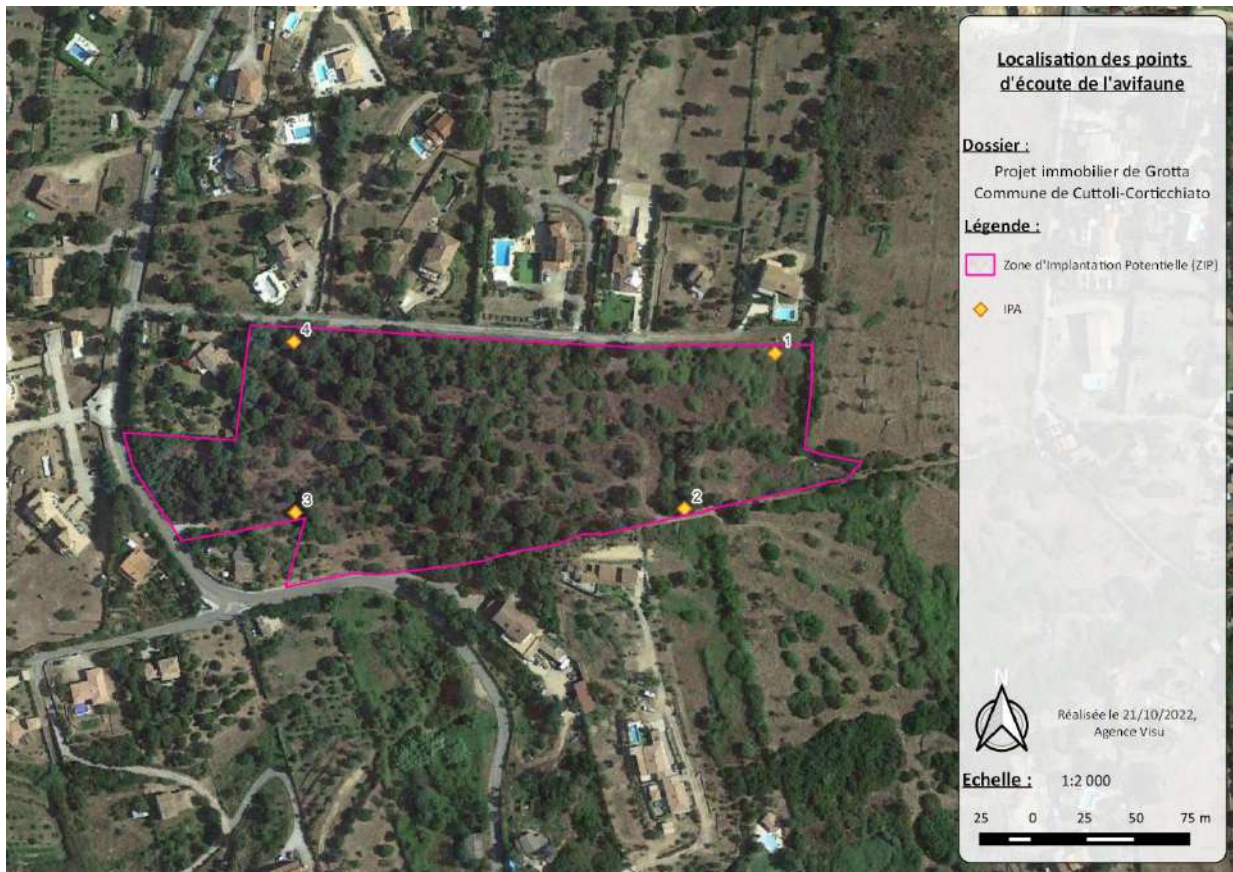 Localisation des points
d'écoute de l'avifaune
Dossier :
Projet immobilier de Grotta
Commune de Cuttoli-Corticchiato
Légende :
Zone d'Implantation Potentielle (ZIP)
IPA
4
1
3
2
N
Réalisée le 21/10/2022,
Agence Visu
Echelle : 1:2 000
25 0 25 50 75 m